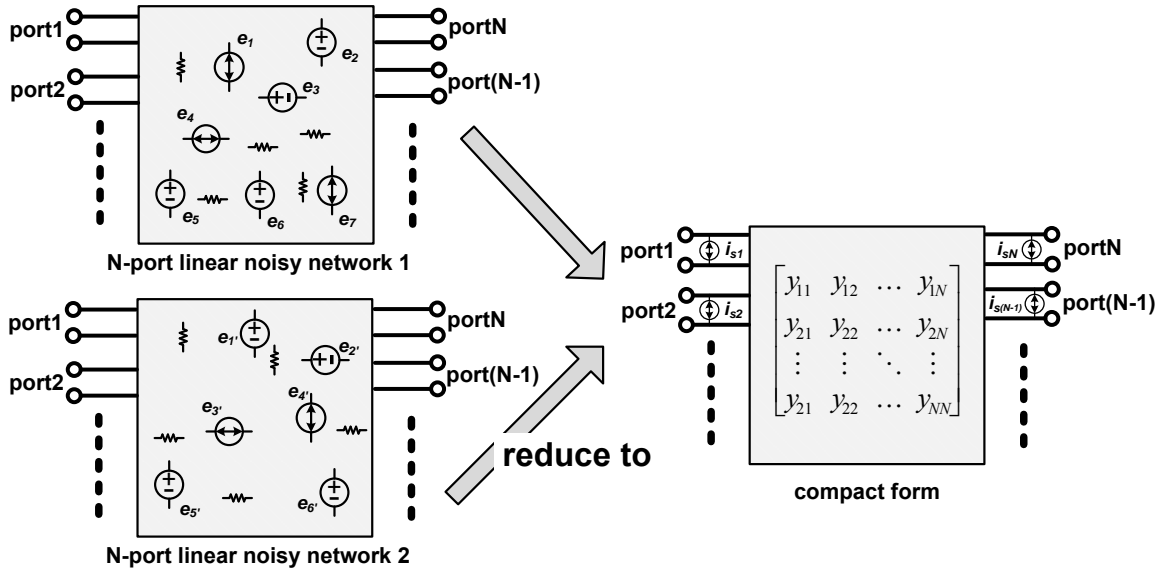 port1
port2
portN
port(N-1)
e1
e2
e3
e4
e5
e6
e7
N-port linear noisy network 1
port1
port2
portN
port(N-1)
e1'
e2'
e3'
e4'
e5'
e6'
N-port linear noisy network 2
reduce to
port1
port2
is1
is2
y11 y12 ⋯ y1N
y21 y22 ⋯ y2N
⋮ ⋮ ⋱ ⋮
y21 y22 ⋯ yNN
isN
is(N-1)
portN
port(N-1)
compact form